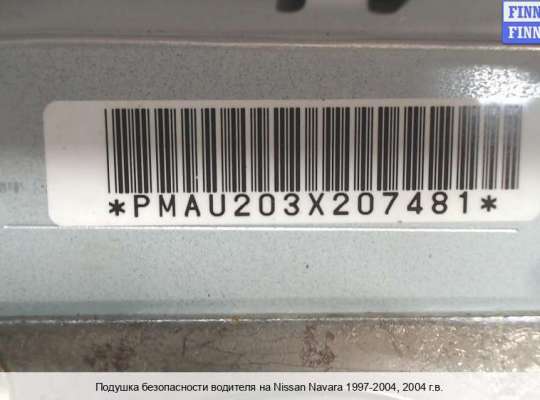 FINN
FINN
*PMAU203X207481*
Подушка безопасности водителя на Nissan Navara 1997-2004, 2004 г.в.